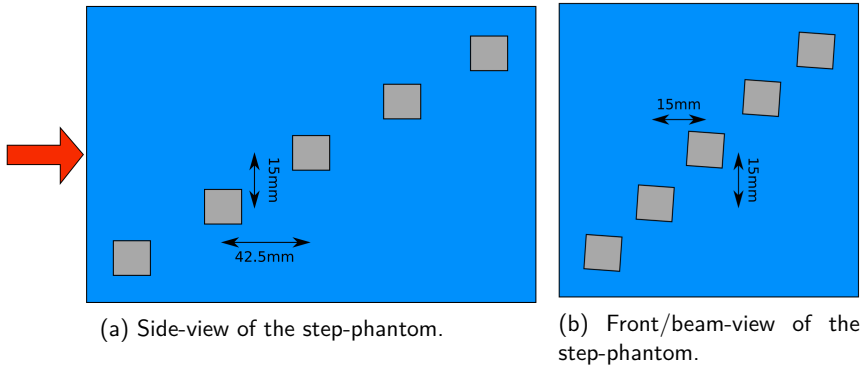 15mm
42.5mm
(a) Side-view of the step-phantom.
15mm
15mm
(b) Front/beam-view of the
step-phantom.